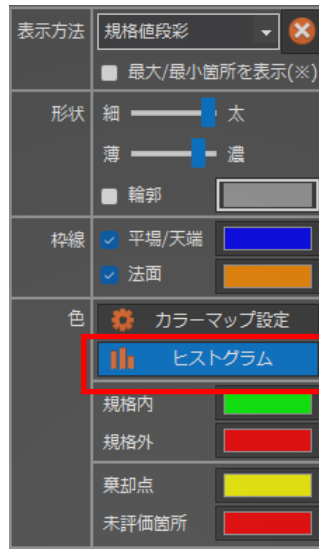 表示方法 規格値段彩
最大/最小箇所を表示(※)
形状 細 太
薄 濃
輪郭
枠線 平場/天端
法面
色 カラーマップ設定
ヒストグラム
規格内
規格外
棄却点
未評価箇所